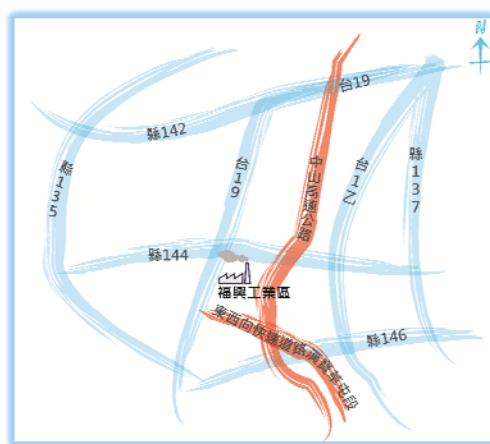 N
台19
縣142
縣135
台19
中山高速公路
台1乙
縣137
縣144
福興工業區
東西向快速道路漢寶草屯段
縣146